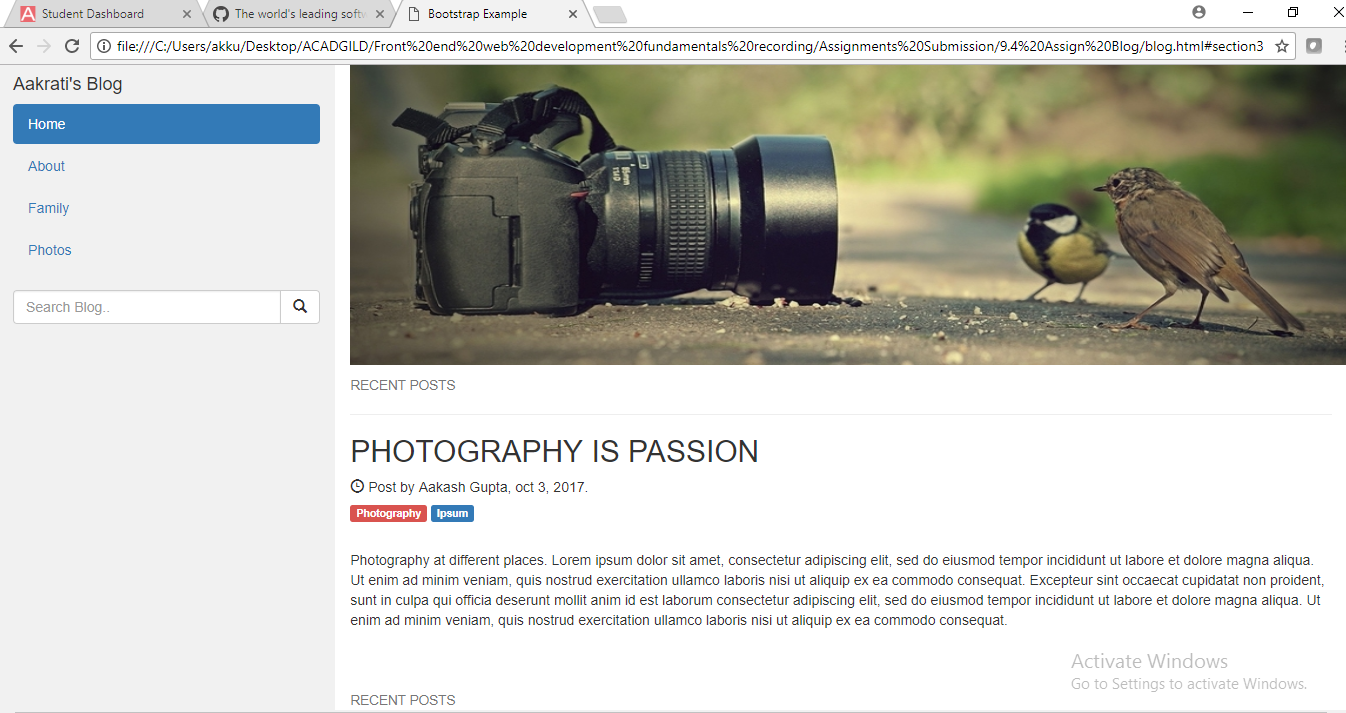 Student Dashboard
The world's leading softw
Bootstrap Example
file:///C:/Users/akku/Desktop/ACADGILD/Front%20end%20web%20development%20fundamentals%20recording/Assignments%20Submission/9.4%20Assign%20Blog/blog.html#section3
Aakrati's Blog
Home
About
Family
Photos
Search Blog..
85mm
RECENT POSTS
PHOTOGRAPHY IS PASSION
Post by Aakash Gupta, oct 3, 2017.
Photography Ipsum
Photography at different places. Lorem ipsum dolor sit amet, consectetur adipiscing elit, sed do eiusmod tempor incididunt ut labore et dolore magna aliqua.
Ut enim ad minim veniam, quis nostrud exercitation ullamco laboris nisi ut aliquip ex ea commodo consequat. Excepteur sint occaecat cupidatat non proident,
sunt in culpa qui officia deserunt mollit anim id est laborum consectetur adipiscing elit, sed do eiusmod tempor incididunt ut labore et dolore magna aliqua. Ut
enim ad minim veniam, quis nostrud exercitation ullamco laboris nisi ut aliquip ex ea commodo consequat.
Activate Windows
Go to Settings to activate Windows.
RECENT POSTS